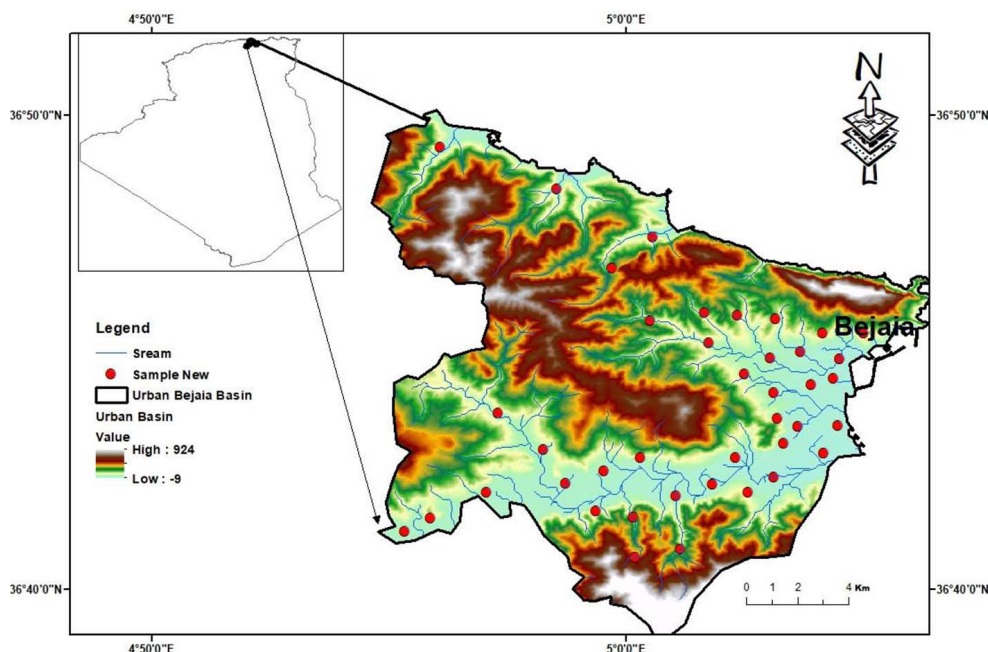 4°50'0"E
5°0'0"E
36°50'0"N
36°50'0"N
N
Bejaia
Legend
Sream
Sample New
Urban Bejaia Basin
Urban Basin
Value
High : 924
Low : -9
36°40'0"N
36°40'0"N
0 1 2 4 Km
4°50'0"E
5°0'0"E